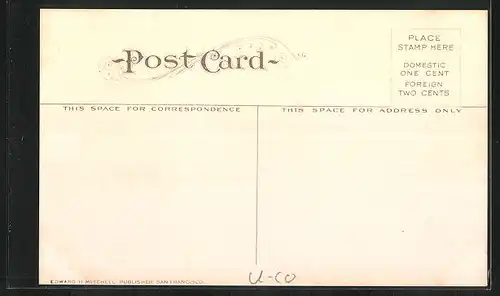 -Post Card-
PLACE
STAMP HERE
DOMESTIC
ONE CENT
FOREIGN
TWO CENTS
THIS SPACE FOR CORRESPONDENCE
THIS SPACE FOR ADDRESS ONLY
EDWARD H. MITCHELL, PUBLISHER, SAN FRANCISCO.
U-CO